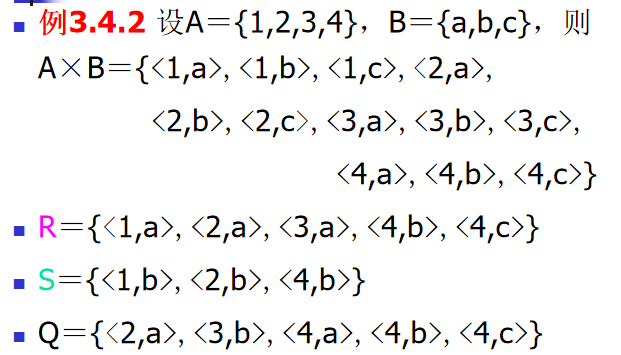 例3.4.2 设A＝{1,2,3,4}，B＝{a,b,c}，则
A×B＝{<1,a>, <1,b>, <1,c>, <2,a>,
<2,b>, <2,c>, <3,a>, <3,b>, <3,c>,
<4,a>, <4,b>, <4,c>}
R＝{<1,a>, <2,a>, <3,a>, <4,b>, <4,c>}
S＝{<1,b>, <2,b>, <4,b>}
Q＝{<2,a>, <3,b>, <4,a>, <4,b>, <4,c>}